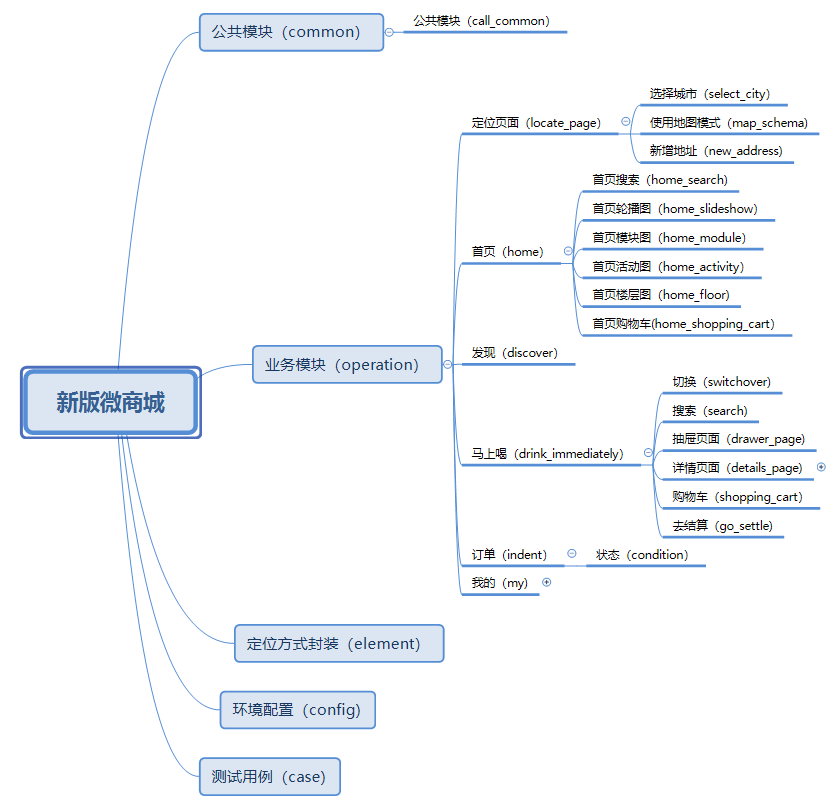 新版微商城
公共模块（common）
公共模块（call_common）
业务模块（operation）
定位页面（locate_page）
选择城市（select_city）
使用地图模式（map_schema）
新增地址（new_address）
首页（home）
首页搜索（home_search）
首页轮播图（home_slideshow）
首页模块图（home_module）
首页活动图（home_activity）
首页楼层图（home_floor）
首页购物车(home_shopping_cart）
发现（discover）
马上喝（drink_immediately）
切换（switchover）
搜索（search）
抽屉页面（drawer_page）
详情页面（details_page）
购物车（shopping_cart）
去结算（go_settle）
订单（indent）
状态（condition）
我的（my）
定位方式封装（element）
环境配置（config）
测试用例（case）